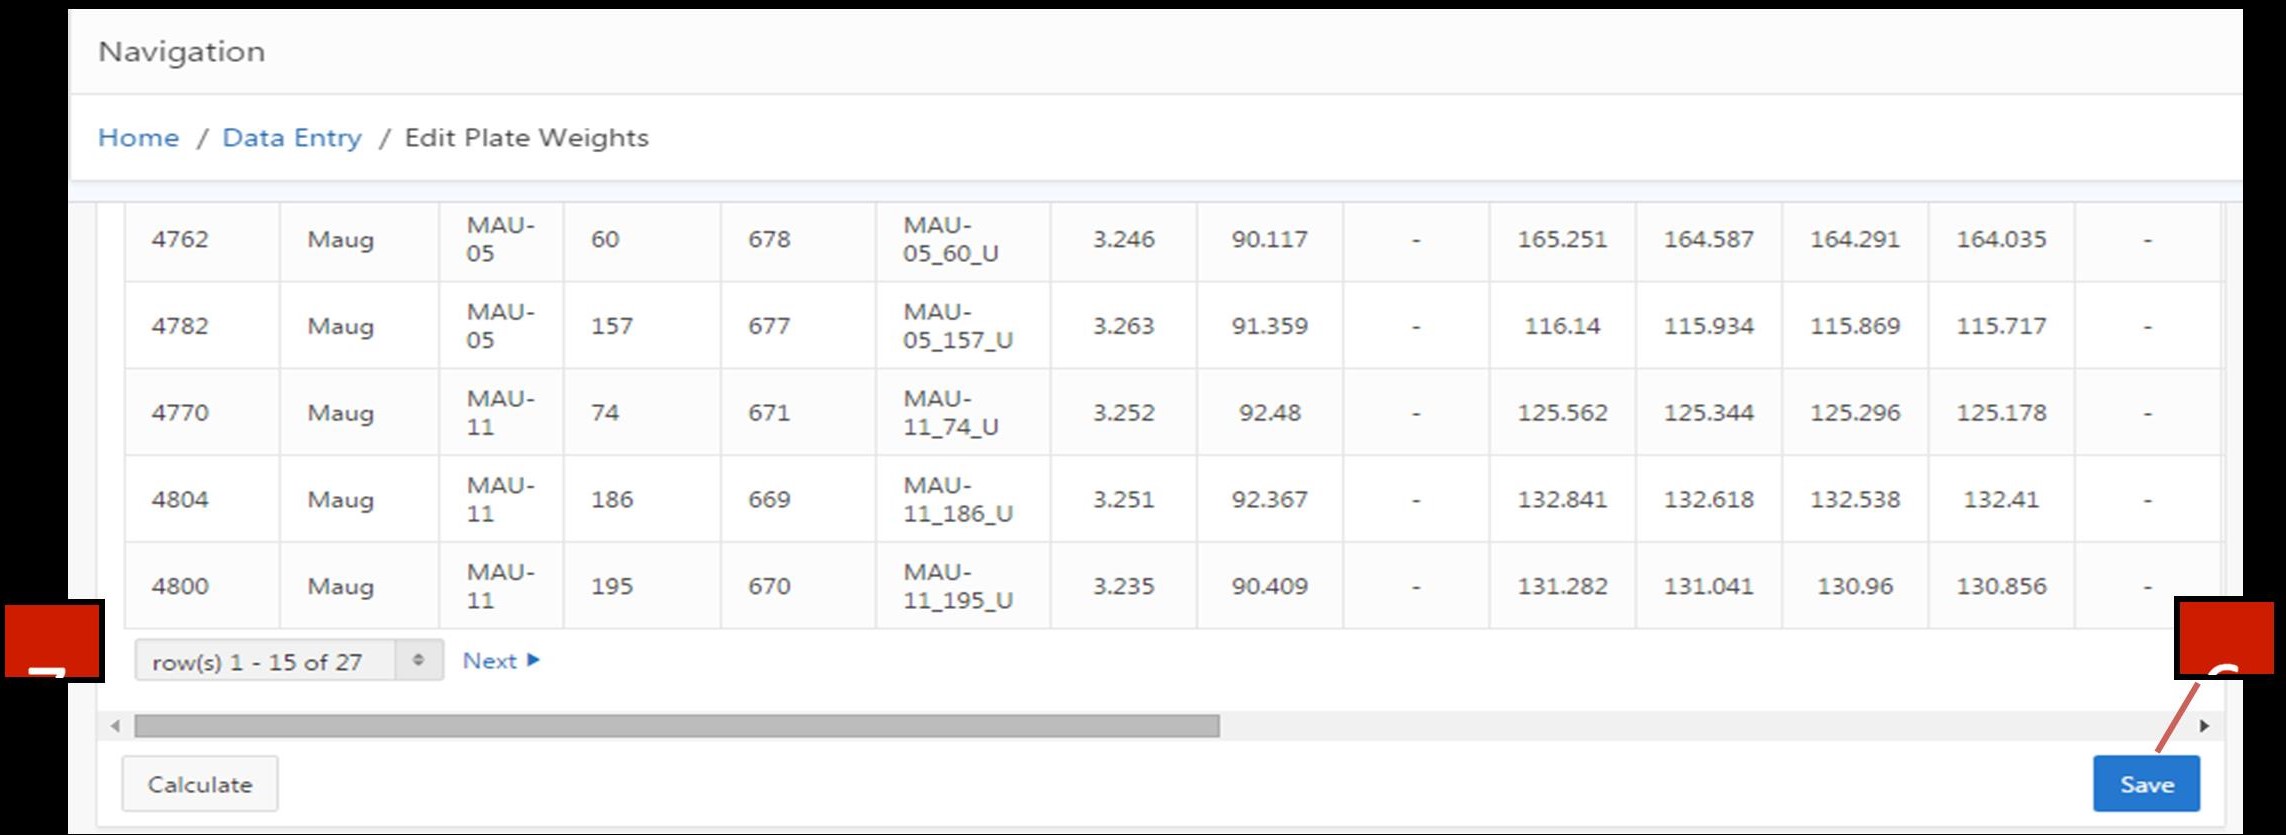 Navigation
Home / Data Entry / Edit Plate Weights
4762 Maug MAU-05 60 678 MAU-05_60_U 3.246 90.117 - 165.251 164.587 164.291 164.035 -
4782 Maug MAU-05 157 677 MAU-05_157_U 3.263 91.359 - 116.14 115.934 115.869 115.717 -
4770 Maug MAU-11 74 671 MAU-11_74_U 3.252 92.48 - 125.562 125.344 125.296 125.178 -
4804 Maug MAU-11 186 669 MAU-11_186_U 3.251 92.367 - 132.841 132.618 132.538 132.41 -
4800 Maug MAU-11 195 670 MAU-11_195_U 3.235 90.409 - 131.282 131.041 130.96 130.856 -
row(s) 1 - 15 of 27 Next
Calculate Save